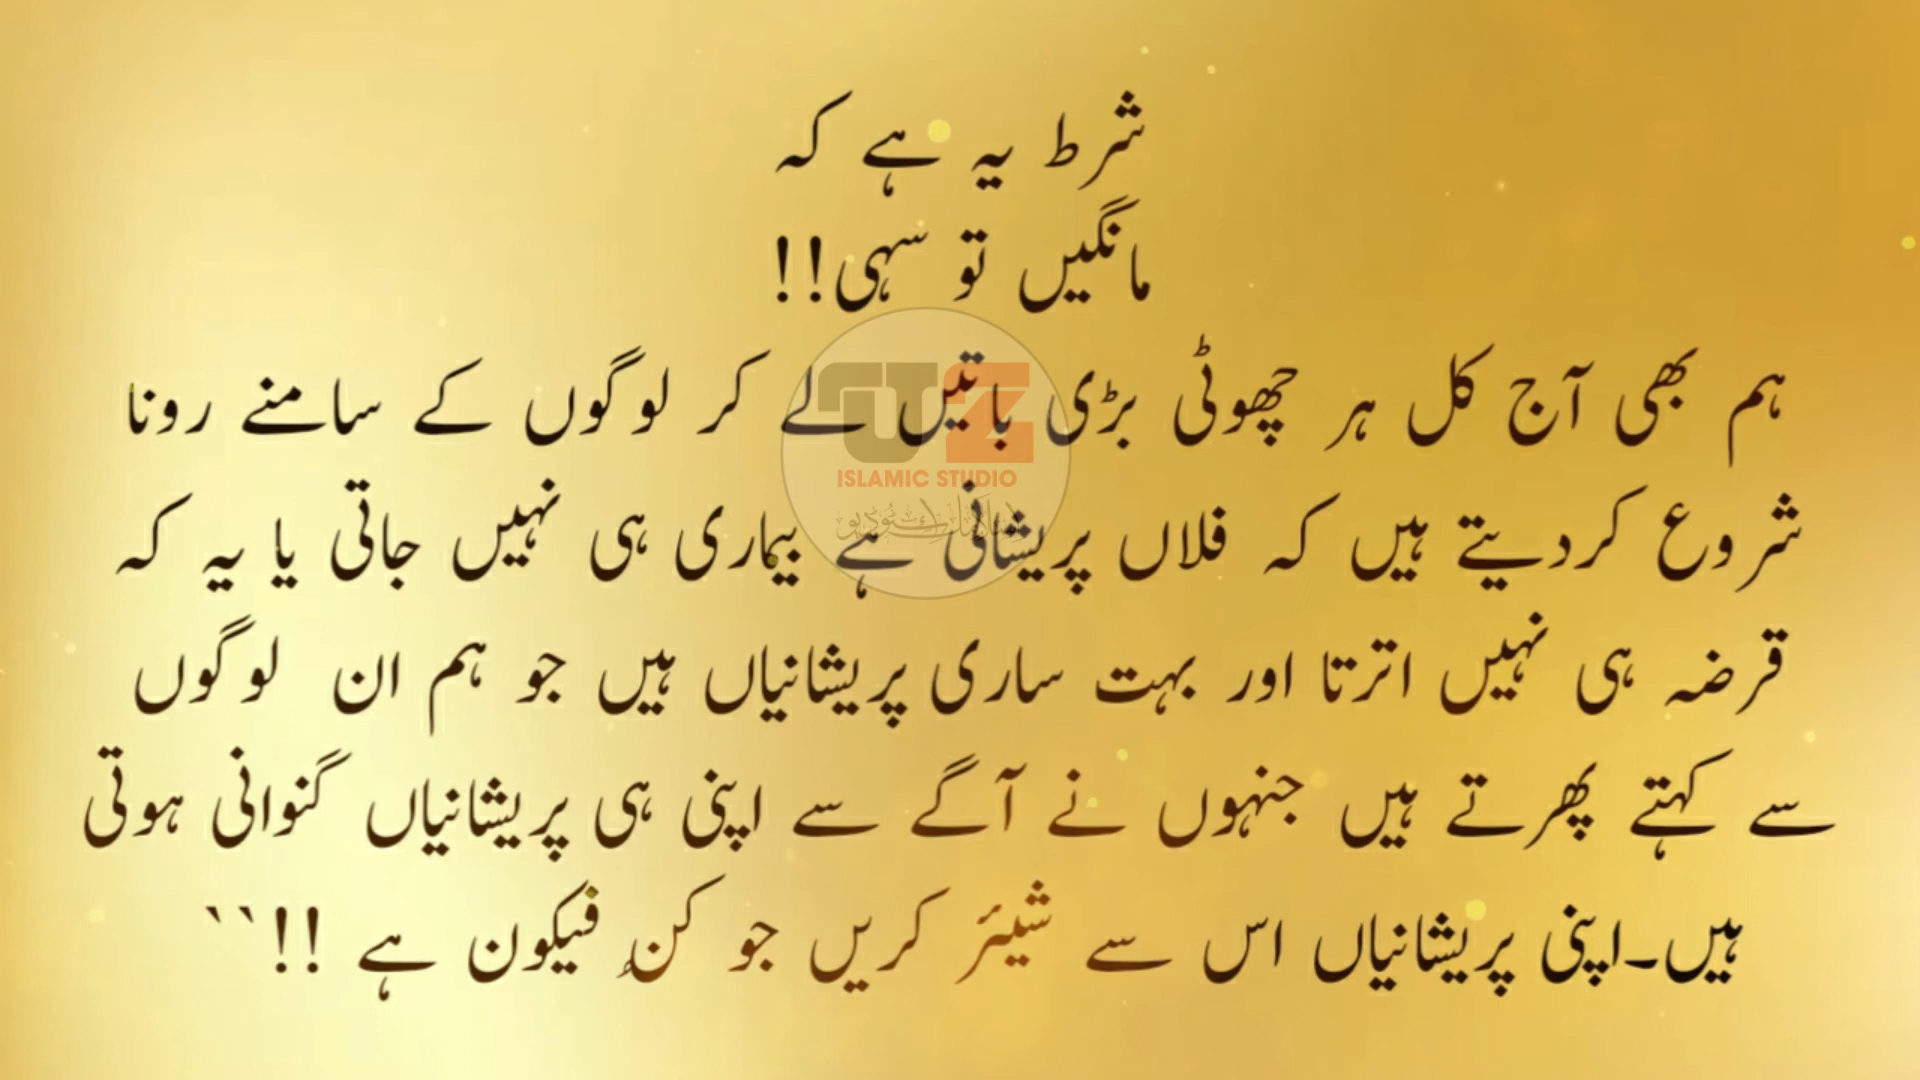 شرط یہ ہے کہ
مانگیں تو سہی!!
ہم بھی آج کل ہر چھوٹی بڑی باتیں لے کر لوگوں کے سامنے رونا
شروع کردیتے ہیں کہ فلاں پریشانی ہے بیماری ہی نہیں جاتی یا یہ کہ
قرضہ ہی نہیں اترتا اور بہت ساری پریشانیاں ہیں جو ہم ان لوگوں
سے کہتے پھرتے ہیں جنہوں نے آگے سے اپنی ہی پریشانیاں گنوانی ہوتی
ہیں۔اپنی پریشانیاں اس سے شیئر کریں جو کن فیکون ہے !!``
UZ
ISLAMIC STUDIO